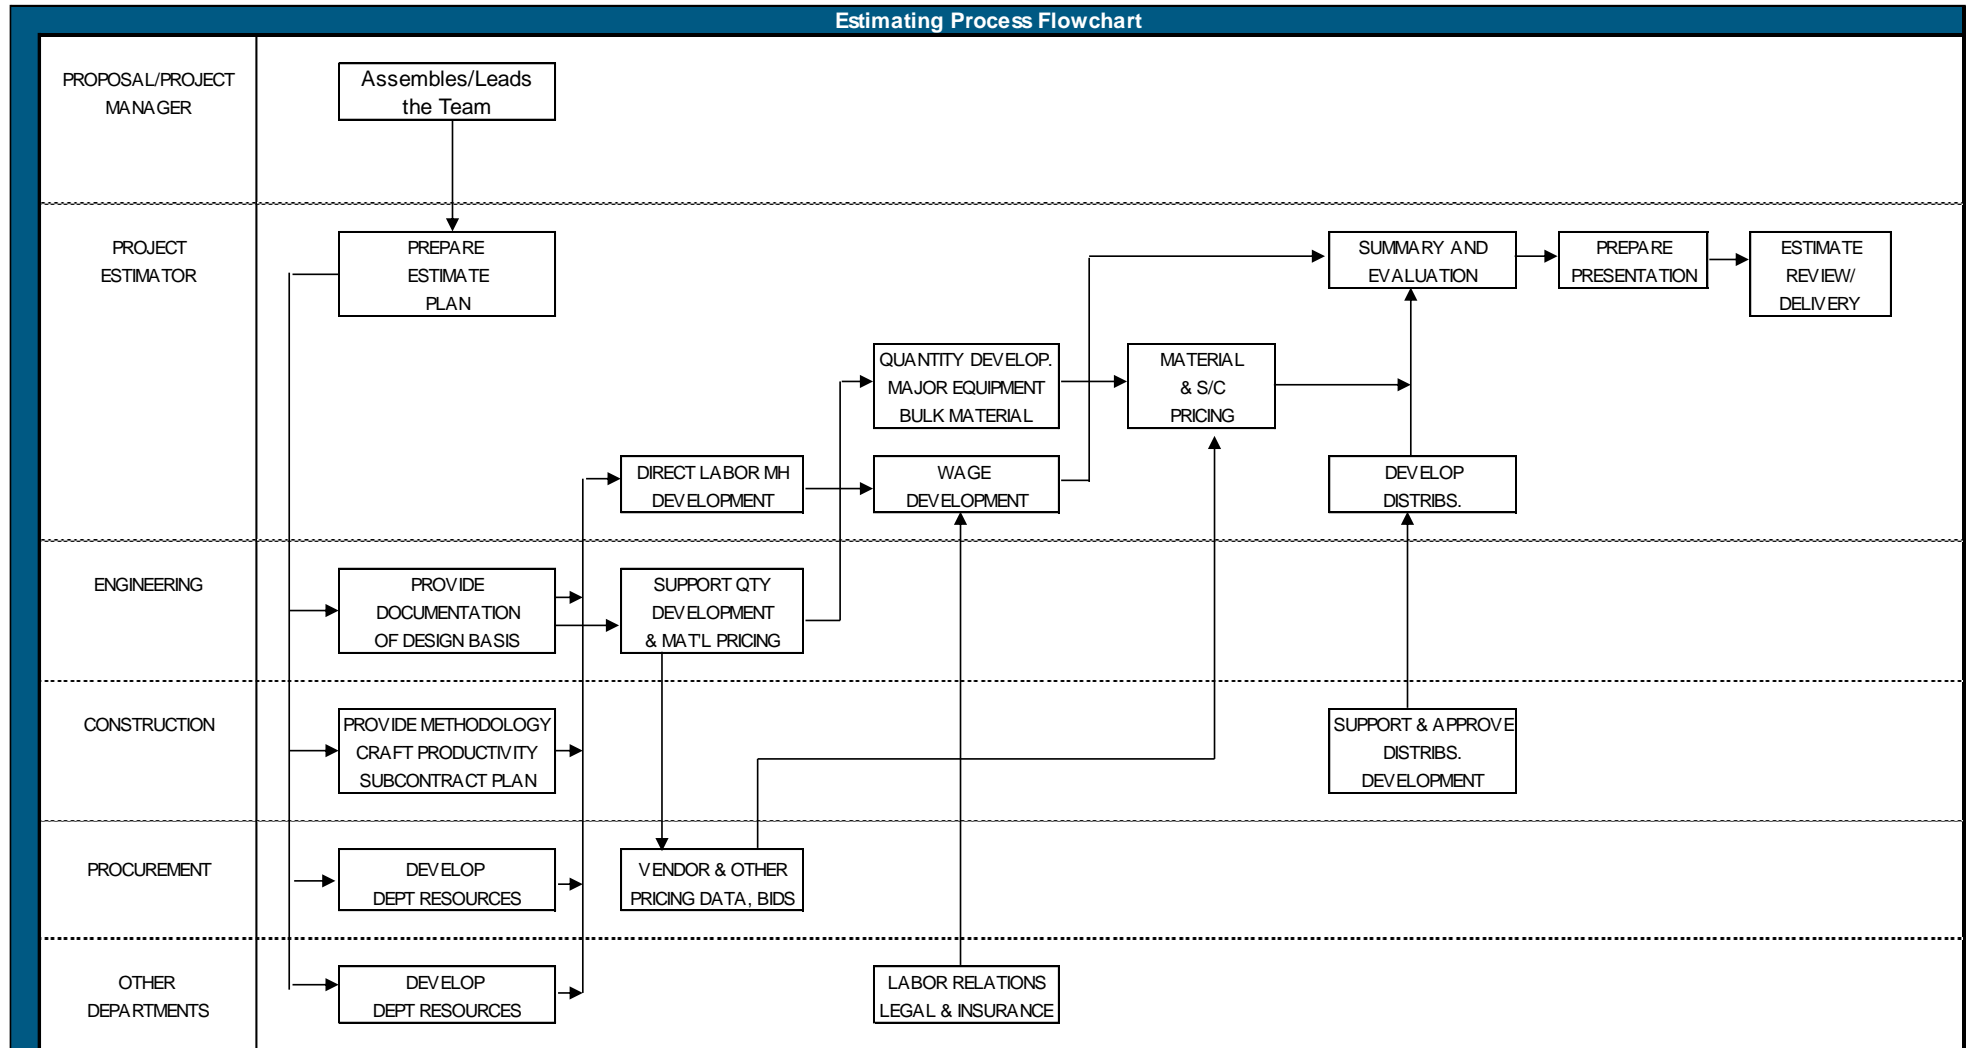 Estimating Process Flowchart
PROPOSAL/PROJECT
MANAGER
Assembles/Leads
the Team
PROJECT
ESTIMATOR
PREPARE
ESTIMATE
PLAN
SUMMARY AND
EVALUATION
PREPARE
PRESENTATION
ESTIMATE
REVIEW/
DELIVERY
QUANTITY DEVELOP.
MAJOR EQUIPMENT
BULK MATERIAL
MATERIAL
& S/C
PRICING
DIRECT LABOR MH
DEVELOPMENT
WAGE
DEVELOPMENT
DEVELOP
DISTRIBS.
ENGINEERING
PROVIDE
DOCUMENTATION
OF DESIGN BASIS
SUPPORT QTY
DEVELOPMENT
& MAT'L PRICING
CONSTRUCTION
PROVIDE METHODOLOGY
CRAFT PRODUCTIVITY
SUBCONTRACT PLAN
SUPPORT & APPROVE
DISTRIBS.
DEVELOPMENT
PROCUREMENT
DEVELOP
DEPT RESOURCES
VENDOR & OTHER
PRICING DATA, BIDS
OTHER
DEPARTMENTS
DEVELOP
DEPT RESOURCES
LABOR RELATIONS
LEGAL & INSURANCE